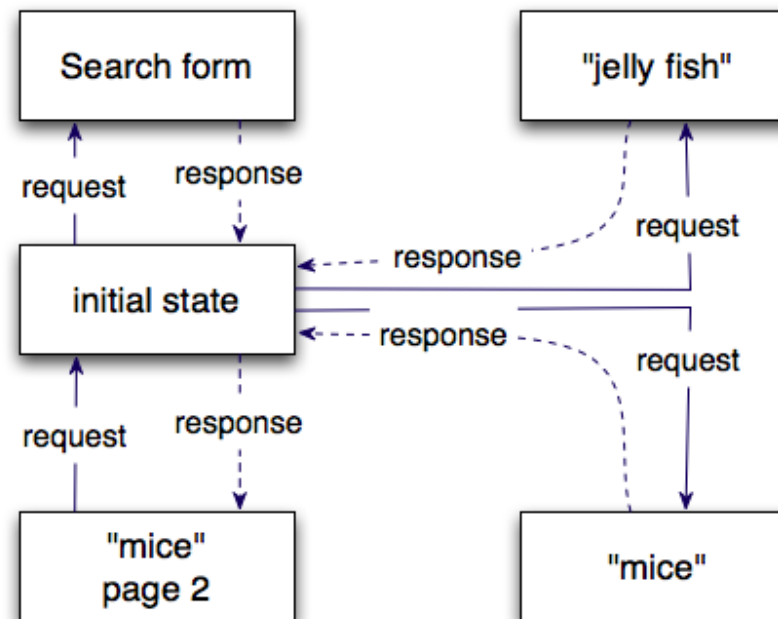 Search form
"jelly fish"
request
response
request
response
initial state
response
request
request
response
"mice"
page 2
"mice"